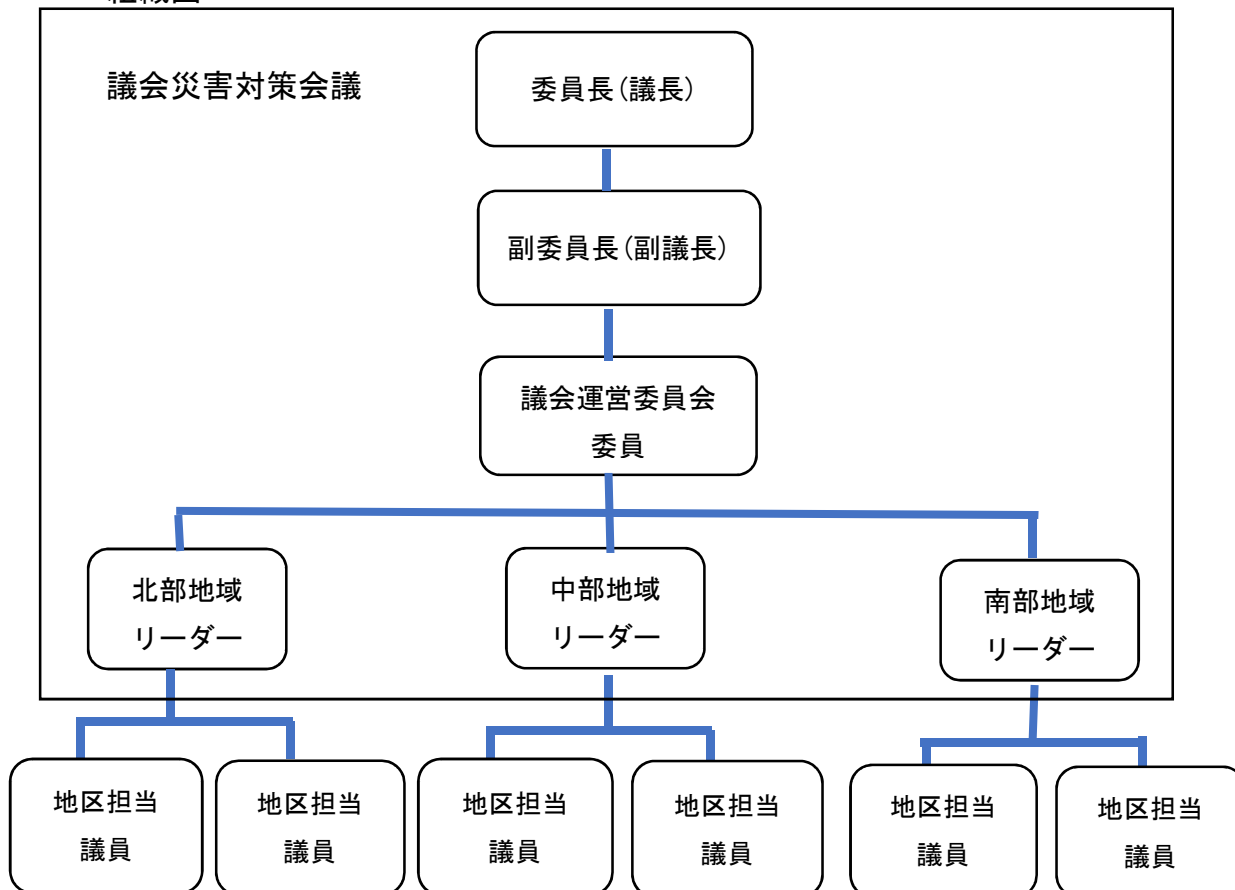 議会災害対策会議
委員長(議長)
副委員長(副議長)
議会運営委員会
委員
北部地域
リーダー
中部地域
リーダー
南部地域
リーダー
地区担当
議員
地区担当
議員
地区担当
議員
地区担当
議員
地区担当
議員
地区担当
議員